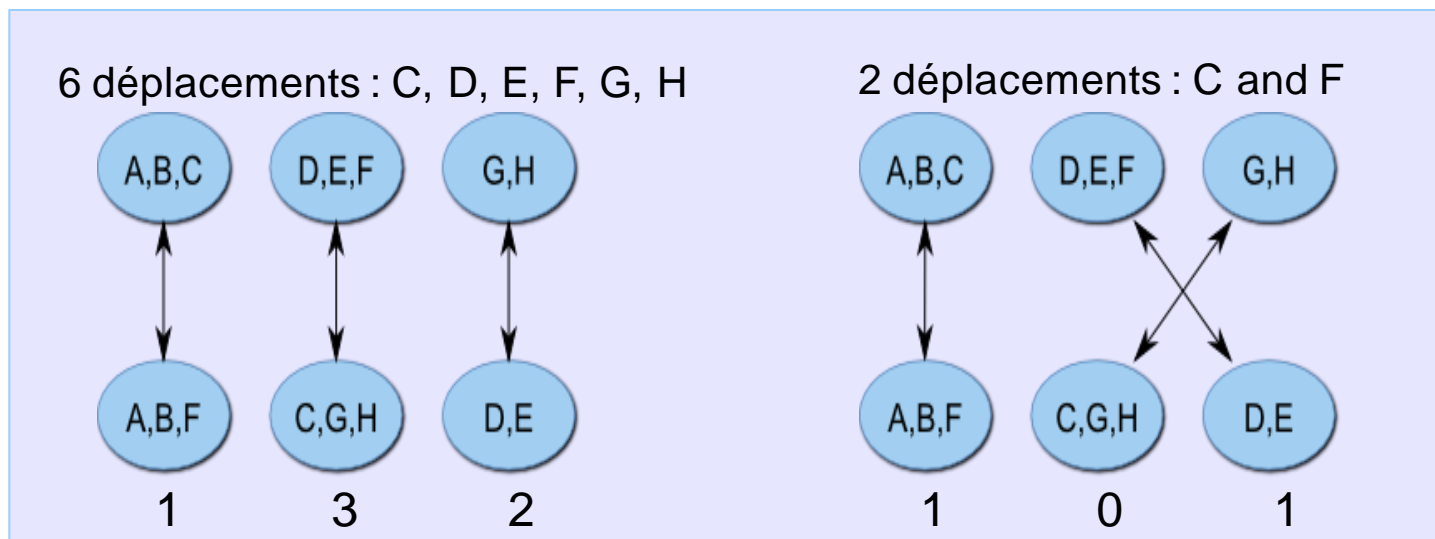 6 déplacements : C, D, E, F, G, H
A,B,C D,E,F G,H
A,B,F C,G,H D,E
1 3 2
2 déplacements : C and F
A,B,C D,E,F G,H
A,B,F C,G,H D,E
1 0 1